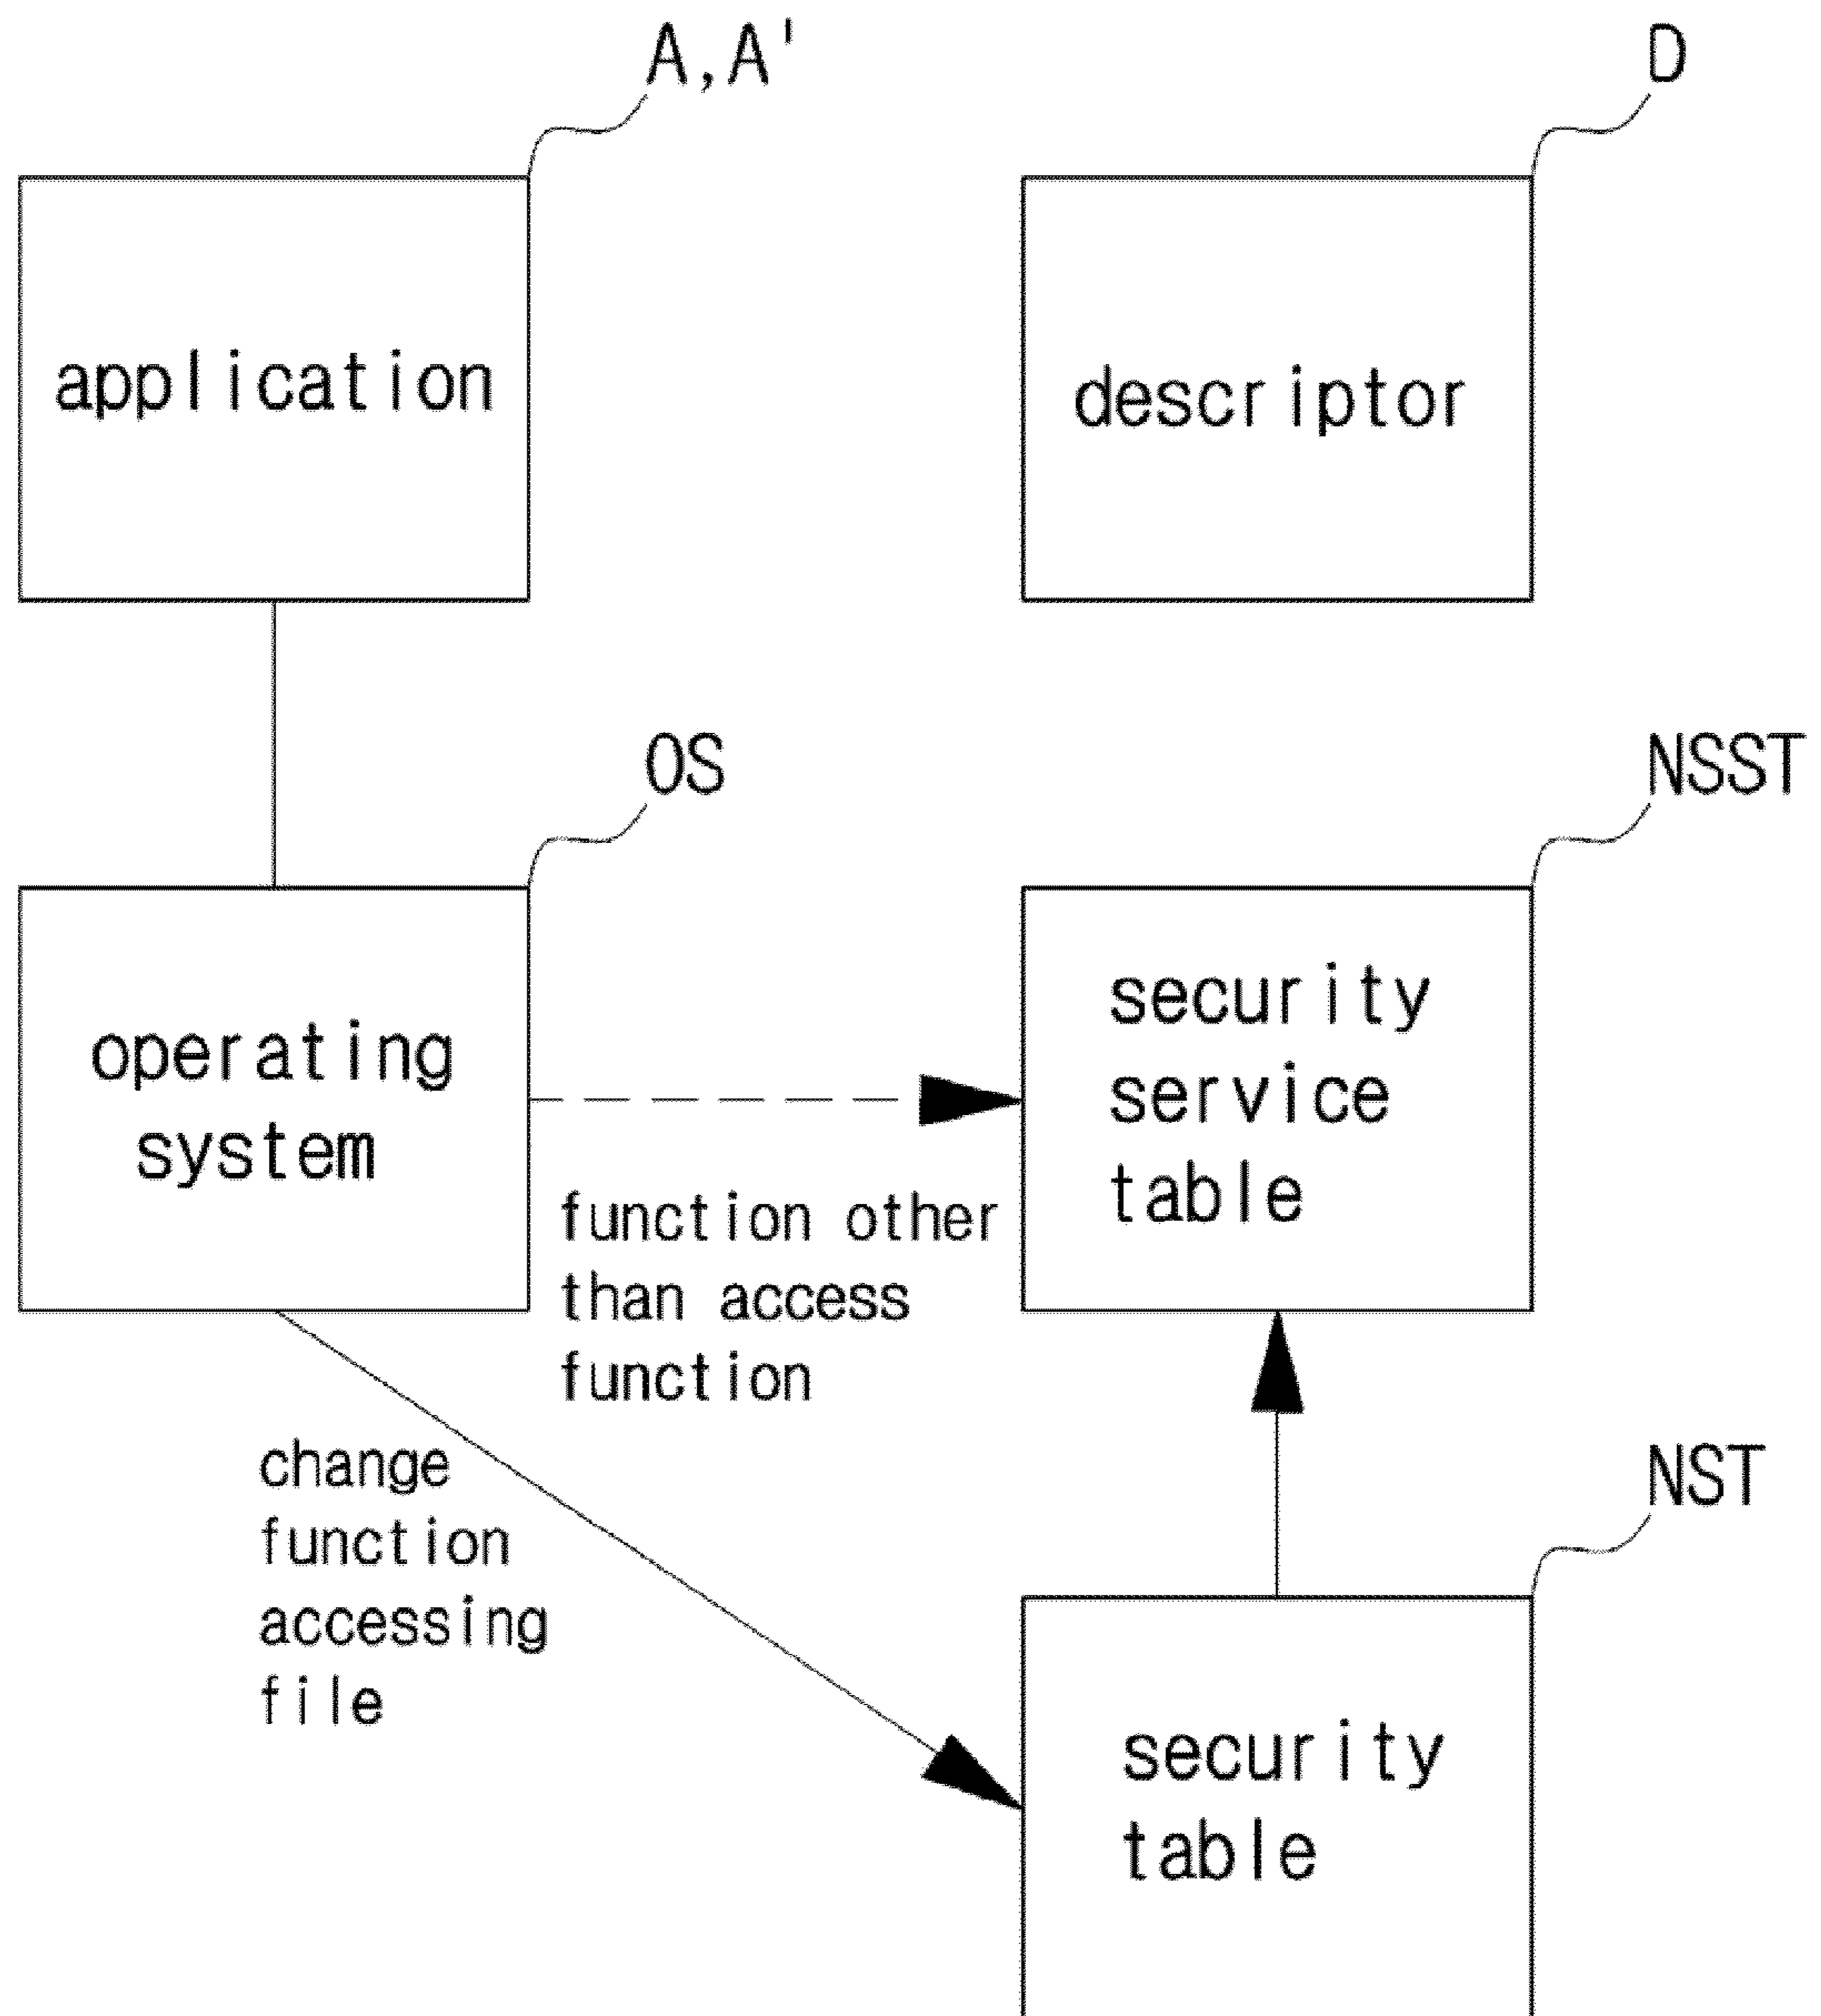 A,A'
D
application
descriptor
OS
NSST
operating
system
security
service
table
function other
than access
function
change
function
accessing
file
NST
security
table